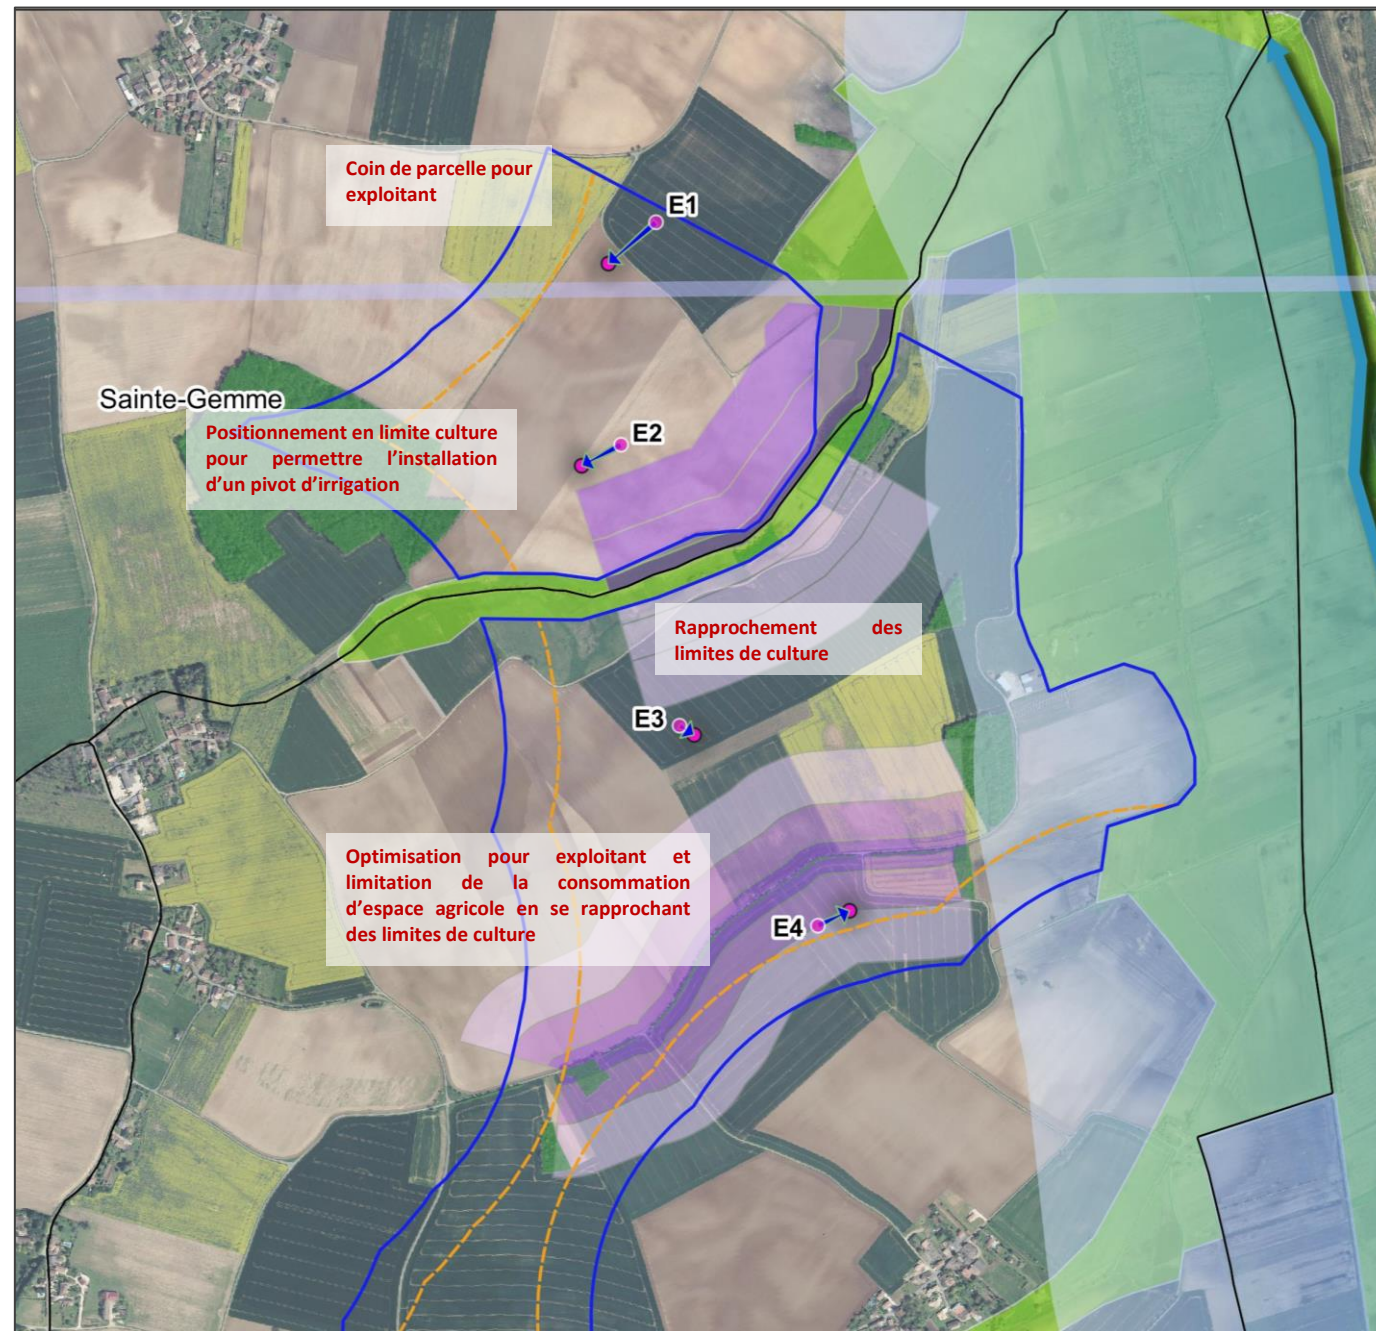 Coin de parcelle pour
exploitant
E1
Sainte-Gemme
Positionnement en limite culture
pour permettre l'installation
d'un pivot d'irrigation
E2
Rapprochement des
limites de culture
E3
Optimisation pour exploitant et
limitation de la consommation
d'espace agricole en se rapprochant
des limites de culture
E4